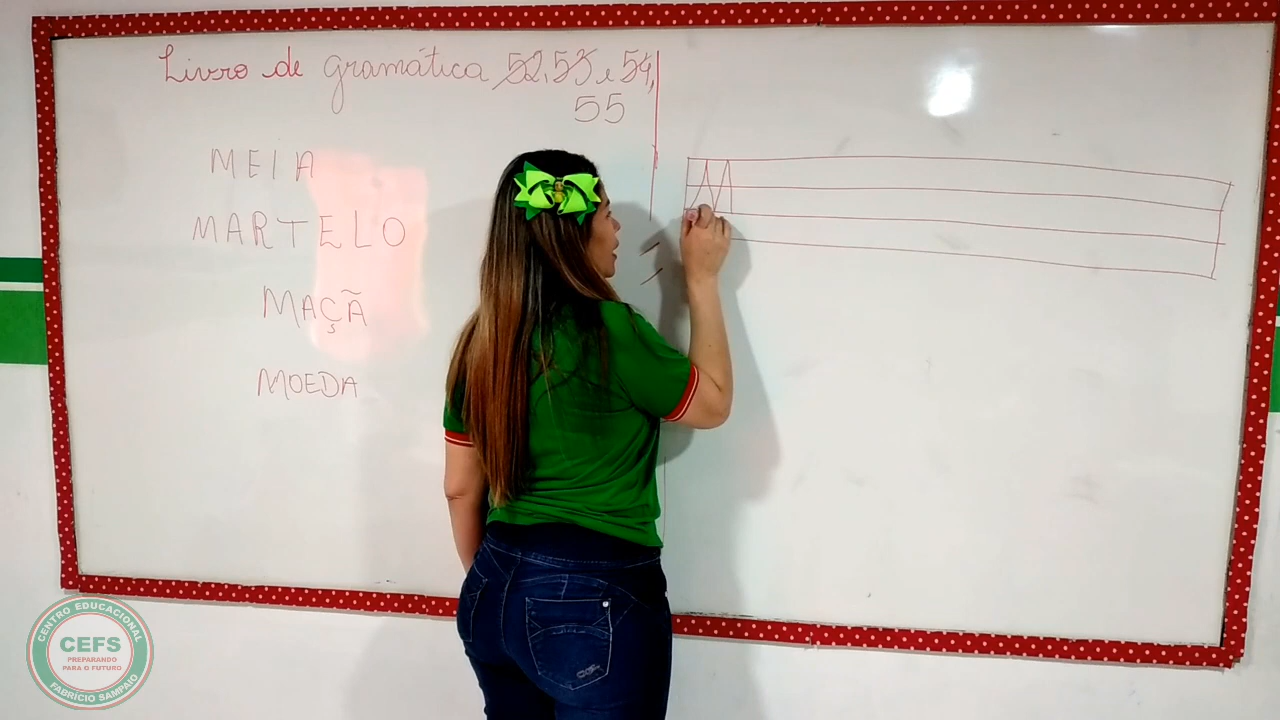 Livro de gramática 52, 53 e 54,
55
MEIA
MARTELO
MAÇÃ
MOEDA
M
CENTRO EDUCACIONAL
CEFS
PREPARANDO
PARA O FUTURO
FABRÍCIO SAMPAIO